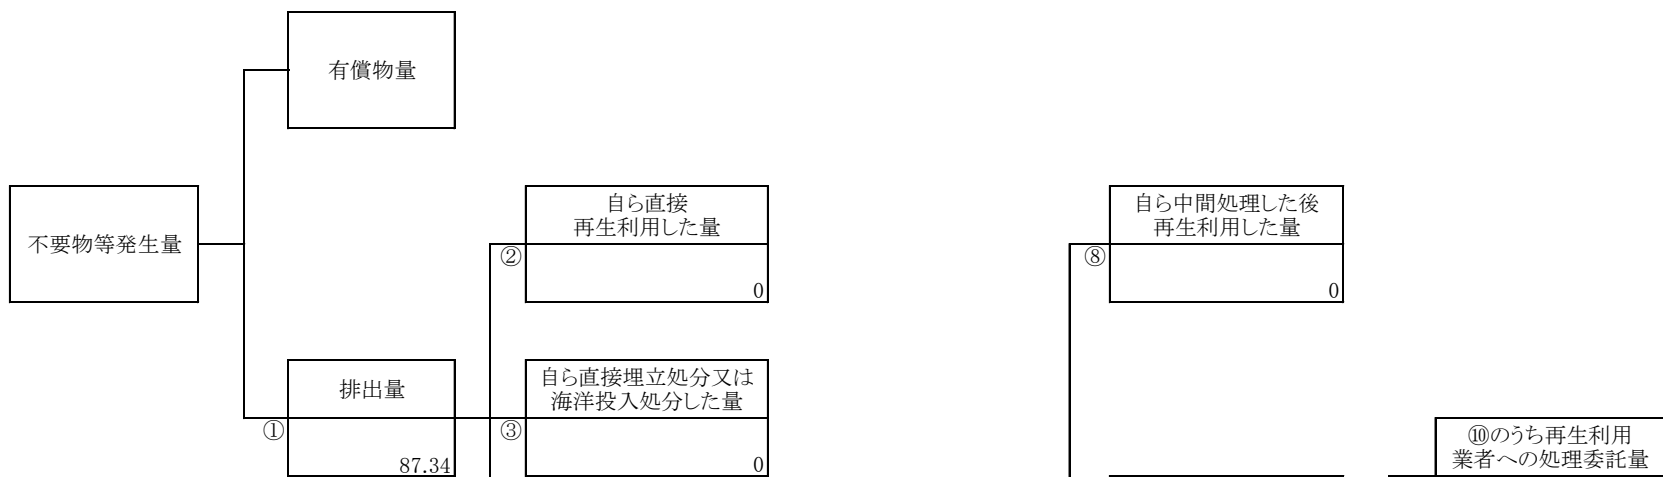 有償物量
不要物等発生量
自ら直接
再生利用した量
②
0
自ら中間処理した後
再生利用した量
⑧
0
排出量
①
87.34
自ら直接埋立処分又は
海洋投入処分した量
③
0
⑩のうち再生利用
業者への処理委託量